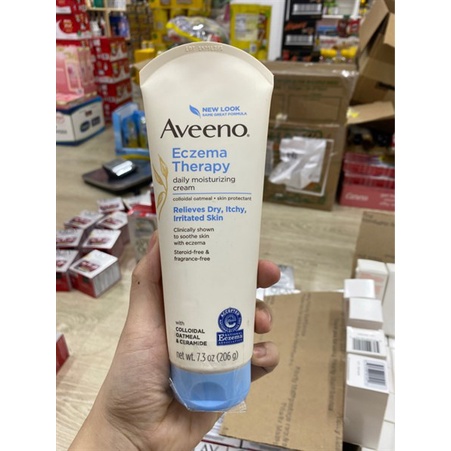 NEW LOOK
SAME GREAT FORMULA
Aveeno®
Eczema
Therapy
daily moisturizing
cream
colloidal oatmeal • skin protectant
Relieves Dry, Itchy,
Irritated Skin
Clinically shown
to soothe skin
with eczema
Steroid-free &
fragrance-free
with
COLLOIDAL
OATMEAL
& CERAMIDE
ACCEPTED
Eczema
net wt. 7.3 oz (206 g)